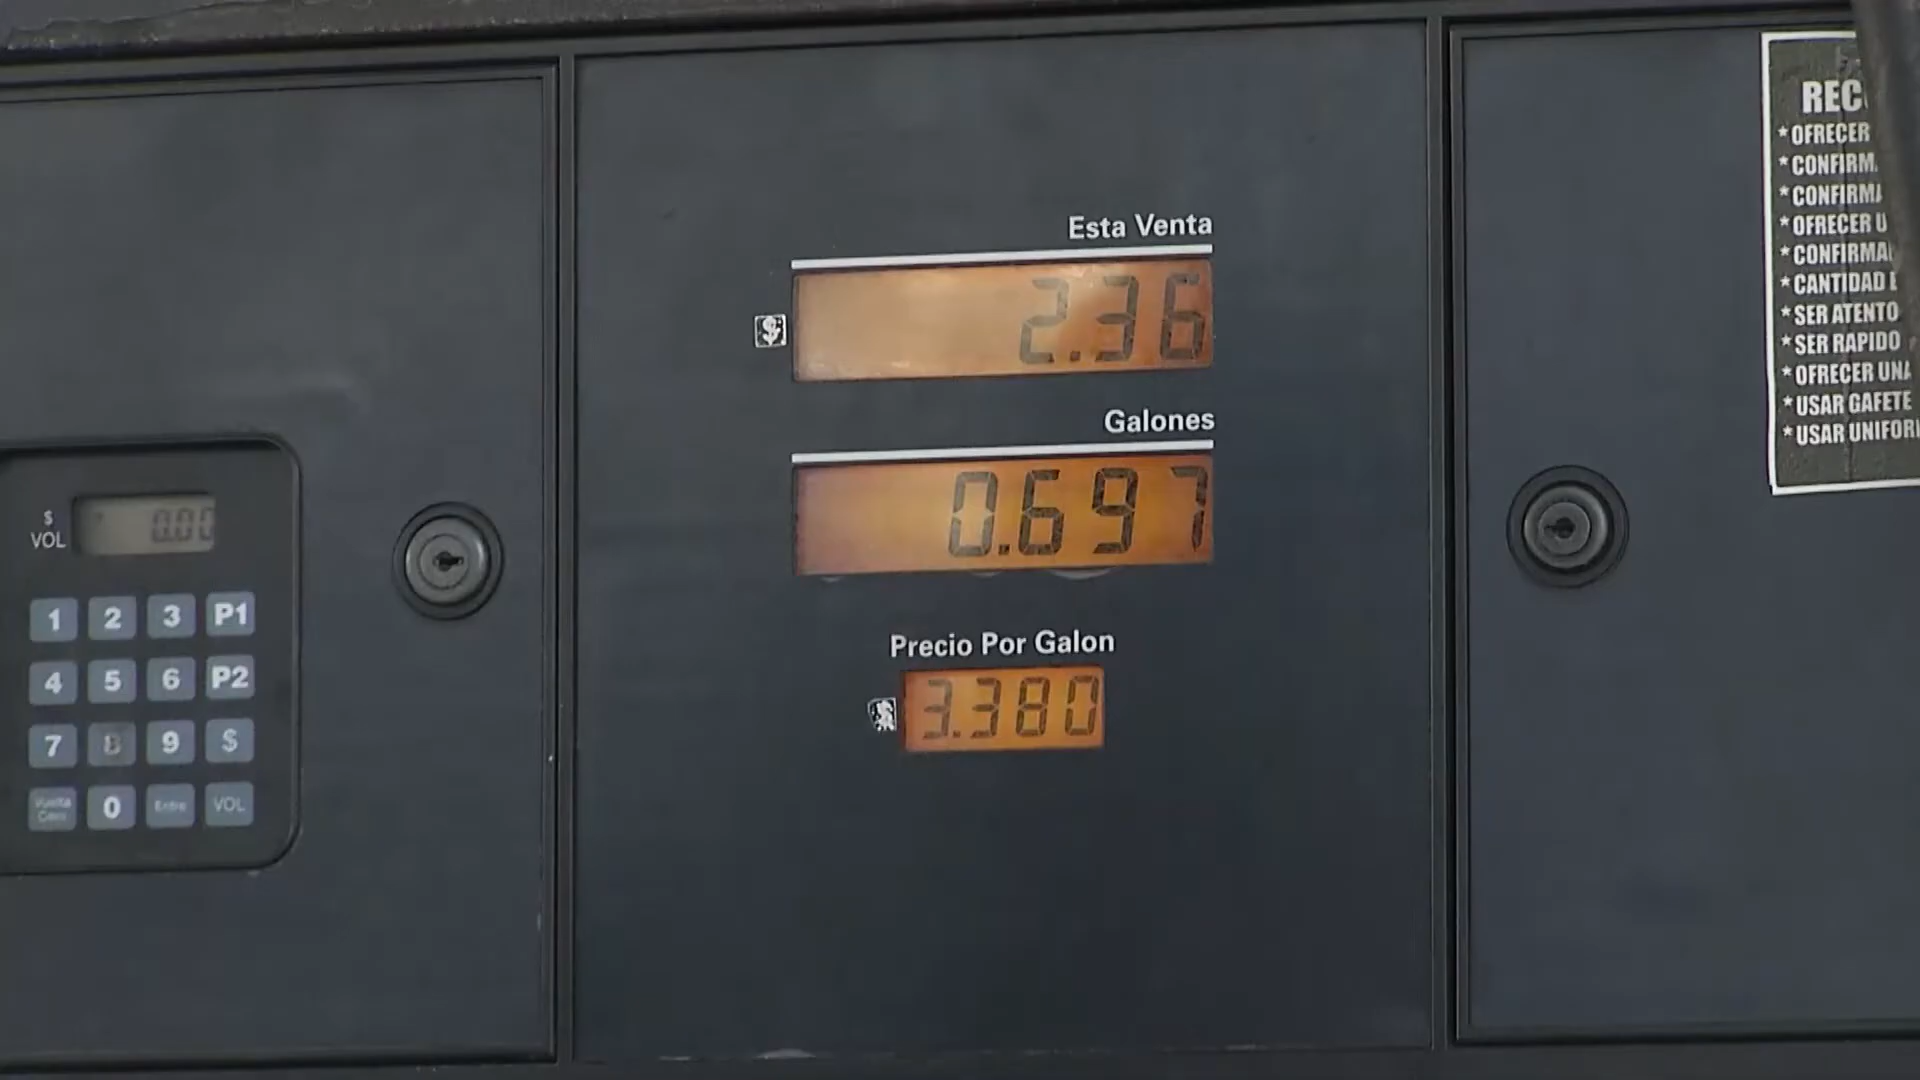 Esta Venta
2.36
Galones
0.697
Precio Por Galon
3.380
$
VOL
0.00
1 2 3 P1
4 5 6 P2
7 8 9 $
Vuelta Cero 0 Entre VOL
REC
* OFRECER
* CONFIRM
* CONFIRMA
* OFRECER U
* CONFIRMA
* CANTIDAD
* SER ATENTO
* SER RAPIDO
* OFRECER UNA
* USAR GAFETE
* USAR UNIFOR